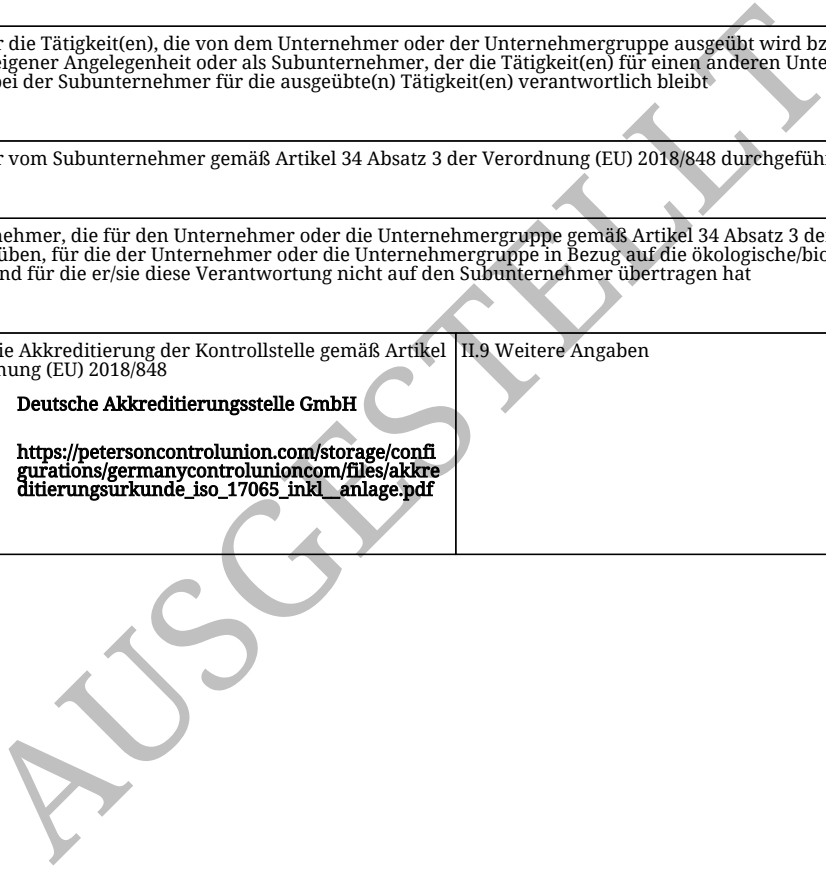 r die Tätigkeit(en), die von dem Unternehmer oder der Unternehmergruppe ausgeübt wird bz
eigener Angelegenheit oder als Subunternehmer, der die Tätigkeit(en) für einen anderen Unte
bei der Subunternehmer für die ausgeübte(n) Tätigkeit(en) verantwortlich bleibt
r vom Subunternehmer gemäß Artikel 34 Absatz 3 der Verordnung (EU) 2018/848 durchgefüh
nehmer, die für den Unternehmer oder die Unternehmergruppe gemäß Artikel 34 Absatz 3 de
üben, für die der Unternehmer oder die Unternehmergruppe in Bezug auf die ökologische/bio
nd für die er/sie diese Verantwortung nicht auf den Subunternehmer übertragen hat
ie Akkreditierung der Kontrollstelle gemäß Artikel
nung (EU) 2018/848
Deutsche Akkreditierungsstelle GmbH
https://petersoncontrolunion.com/storage/confi
gurations/germanycontrolunioncom/files/akkre
ditierungsurkunde_iso_17065_inkl__anlage.pdf
II.9 Weitere Angaben
AUSGESTELLT